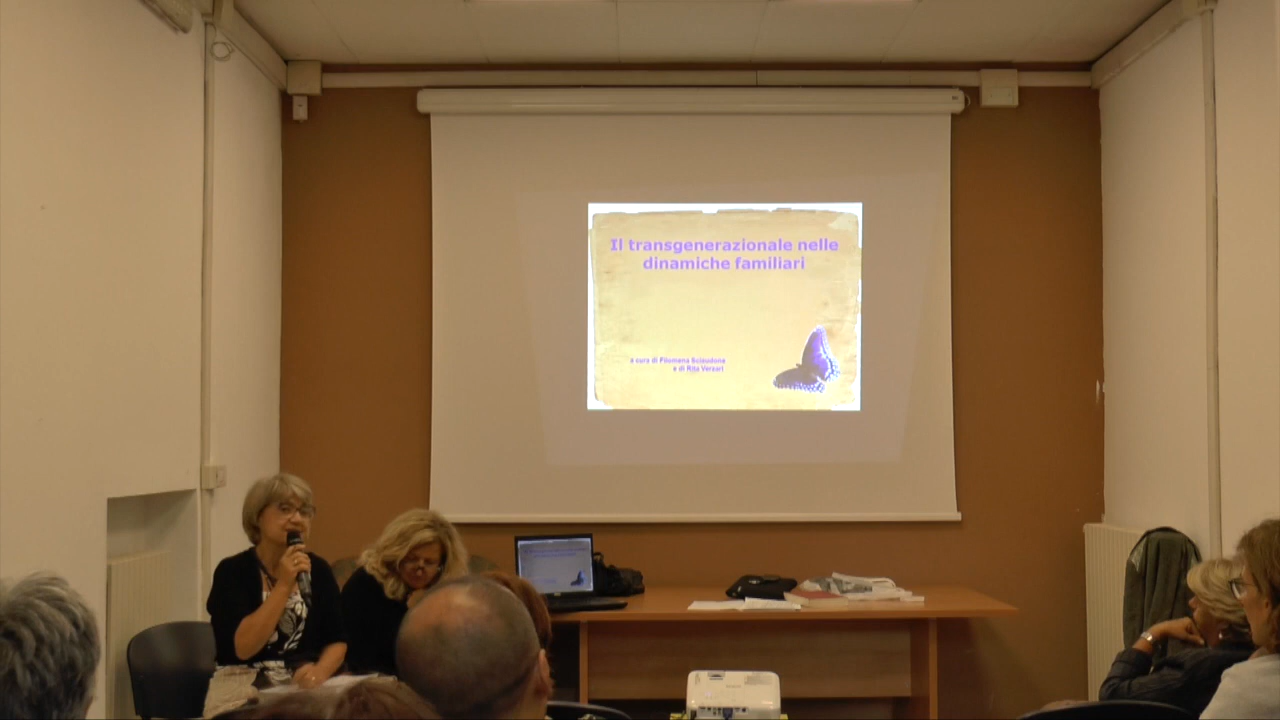 Il transgenerazionale nelle
dinamiche familiari
a cura di Filomena Sciaudone
e di Rita Versari